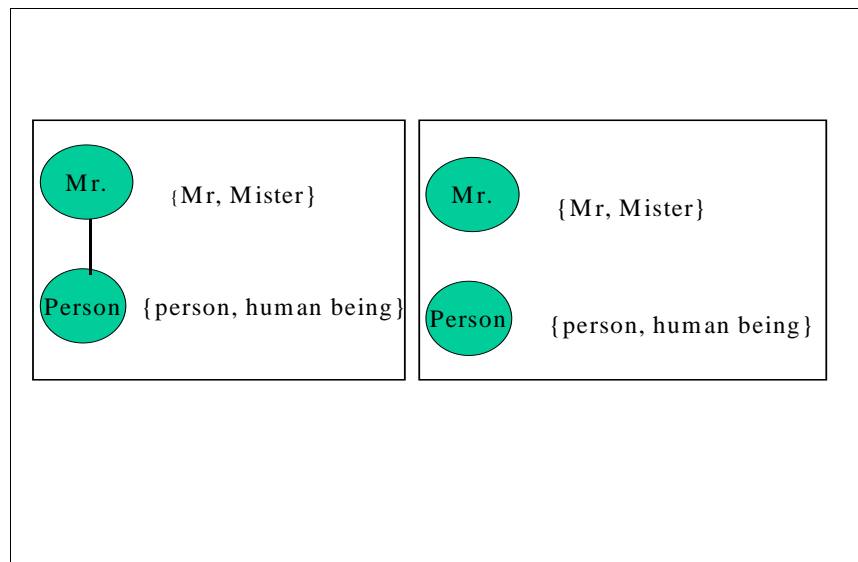 Mr. {Mr, Mister}
Person {person, human being}
Mr. {Mr, Mister}
Person {person, human being}